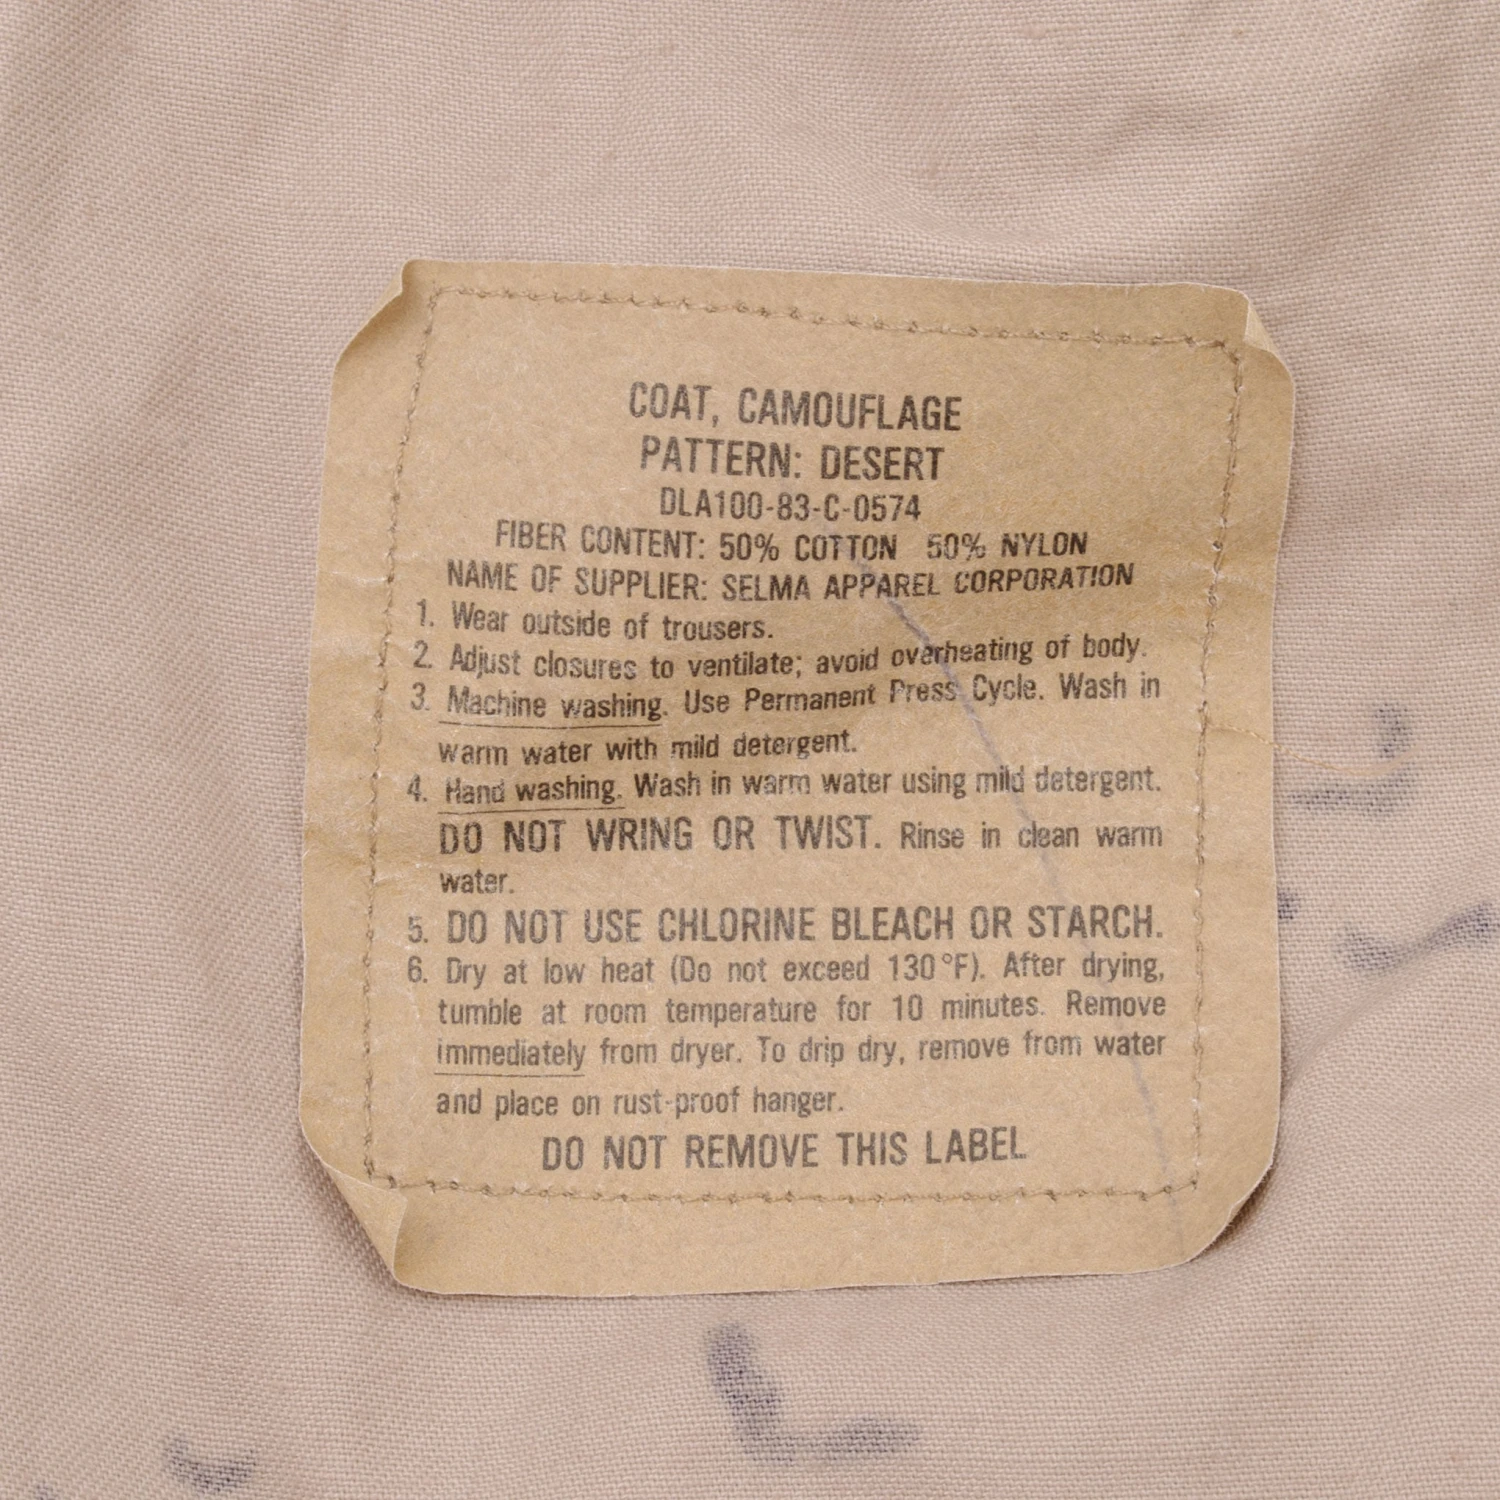 COAT, CAMOUFLAGE
PATTERN: DESERT
DLA100-83-C-0574
FIBER CONTENT: 50% COTTON 50% NYLON
NAME OF SUPPLIER: SELMA APPAREL CORPORATION
1. Wear outside of trousers.
2. Adjust closures to ventilate; avoid overheating of body.
3. Machine washing. Use Permanent Press Cycle. Wash in
warm water with mild detergent.
4. Hand washing. Wash in warm water using mild detergent.
DO NOT WRING OR TWIST. Rinse in clean warm
water.
5. DO NOT USE CHLORINE BLEACH OR STARCH.
6. Dry at low heat (Do not exceed 130°F). After drying,
tumble at room temperature for 10 minutes. Remove
immediately from dryer. To drip dry, remove from water
and place on rust-proof hanger.
DO NOT REMOVE THIS LABEL